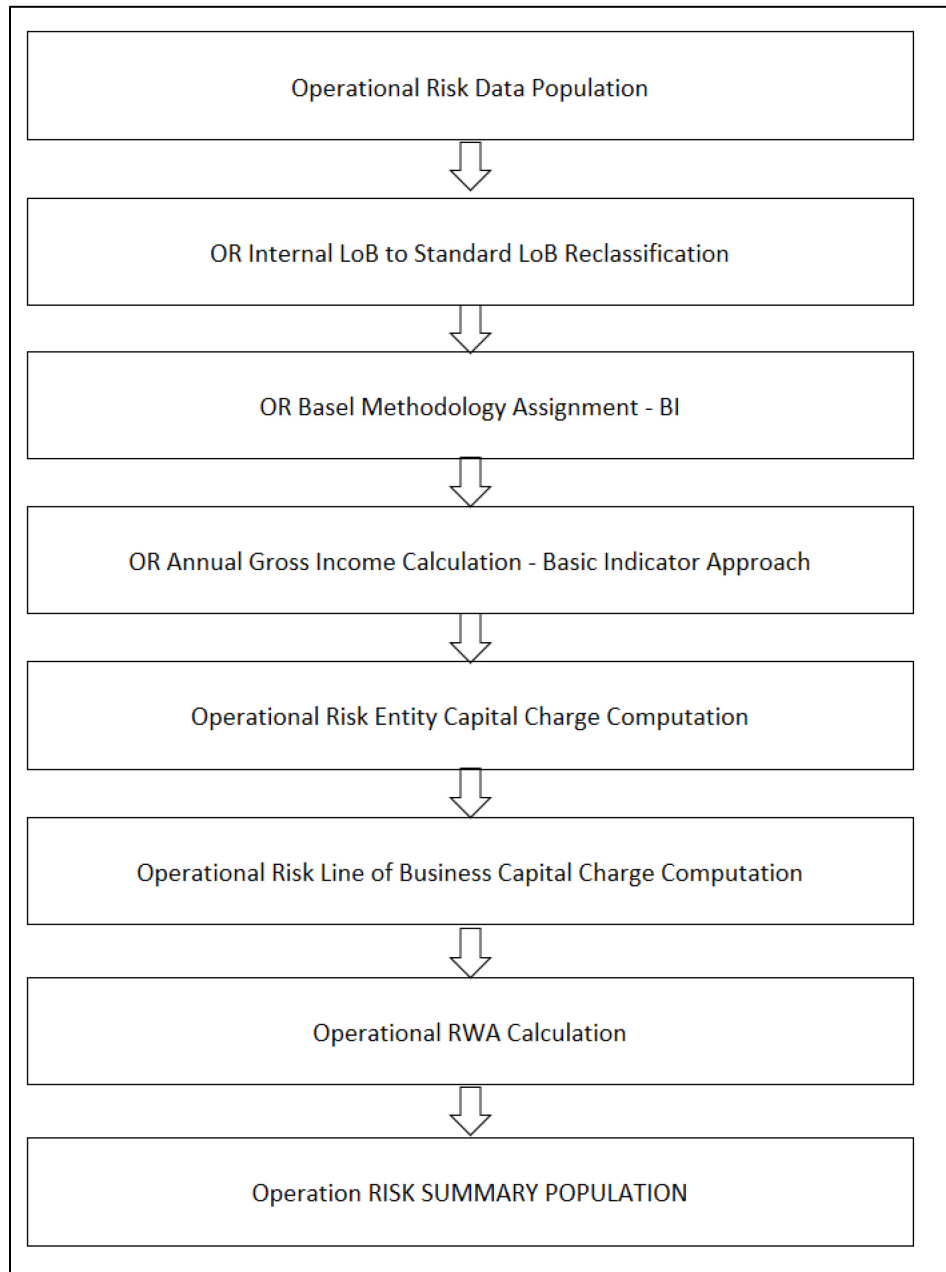 Operational Risk Data Population
OR Internal LoB to Standard LoB Reclassification
OR Basel Methodology Assignment - BI
OR Annual Gross Income Calculation - Basic Indicator Approach
Operational Risk Entity Capital Charge Computation
Operational Risk Line of Business Capital Charge Computation
Operational RWA Calculation
Operation RISK SUMMARY POPULATION